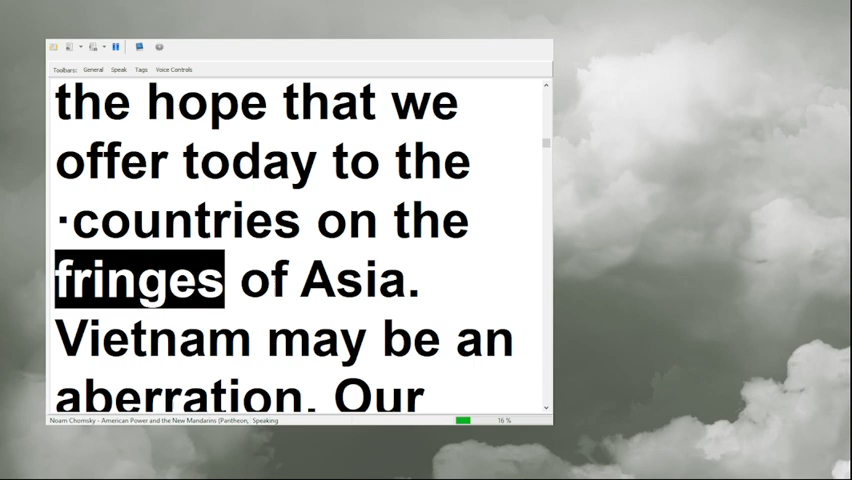 Toolbars: General Speak Tags Voice Controls
the hope that we
offer today to the
·countries on the
fringes of Asia.
Vietnam may be an
aberration. Our
Noam Chomsky - American Power and the New Mandarins (Pantheon, Speaking 16 %